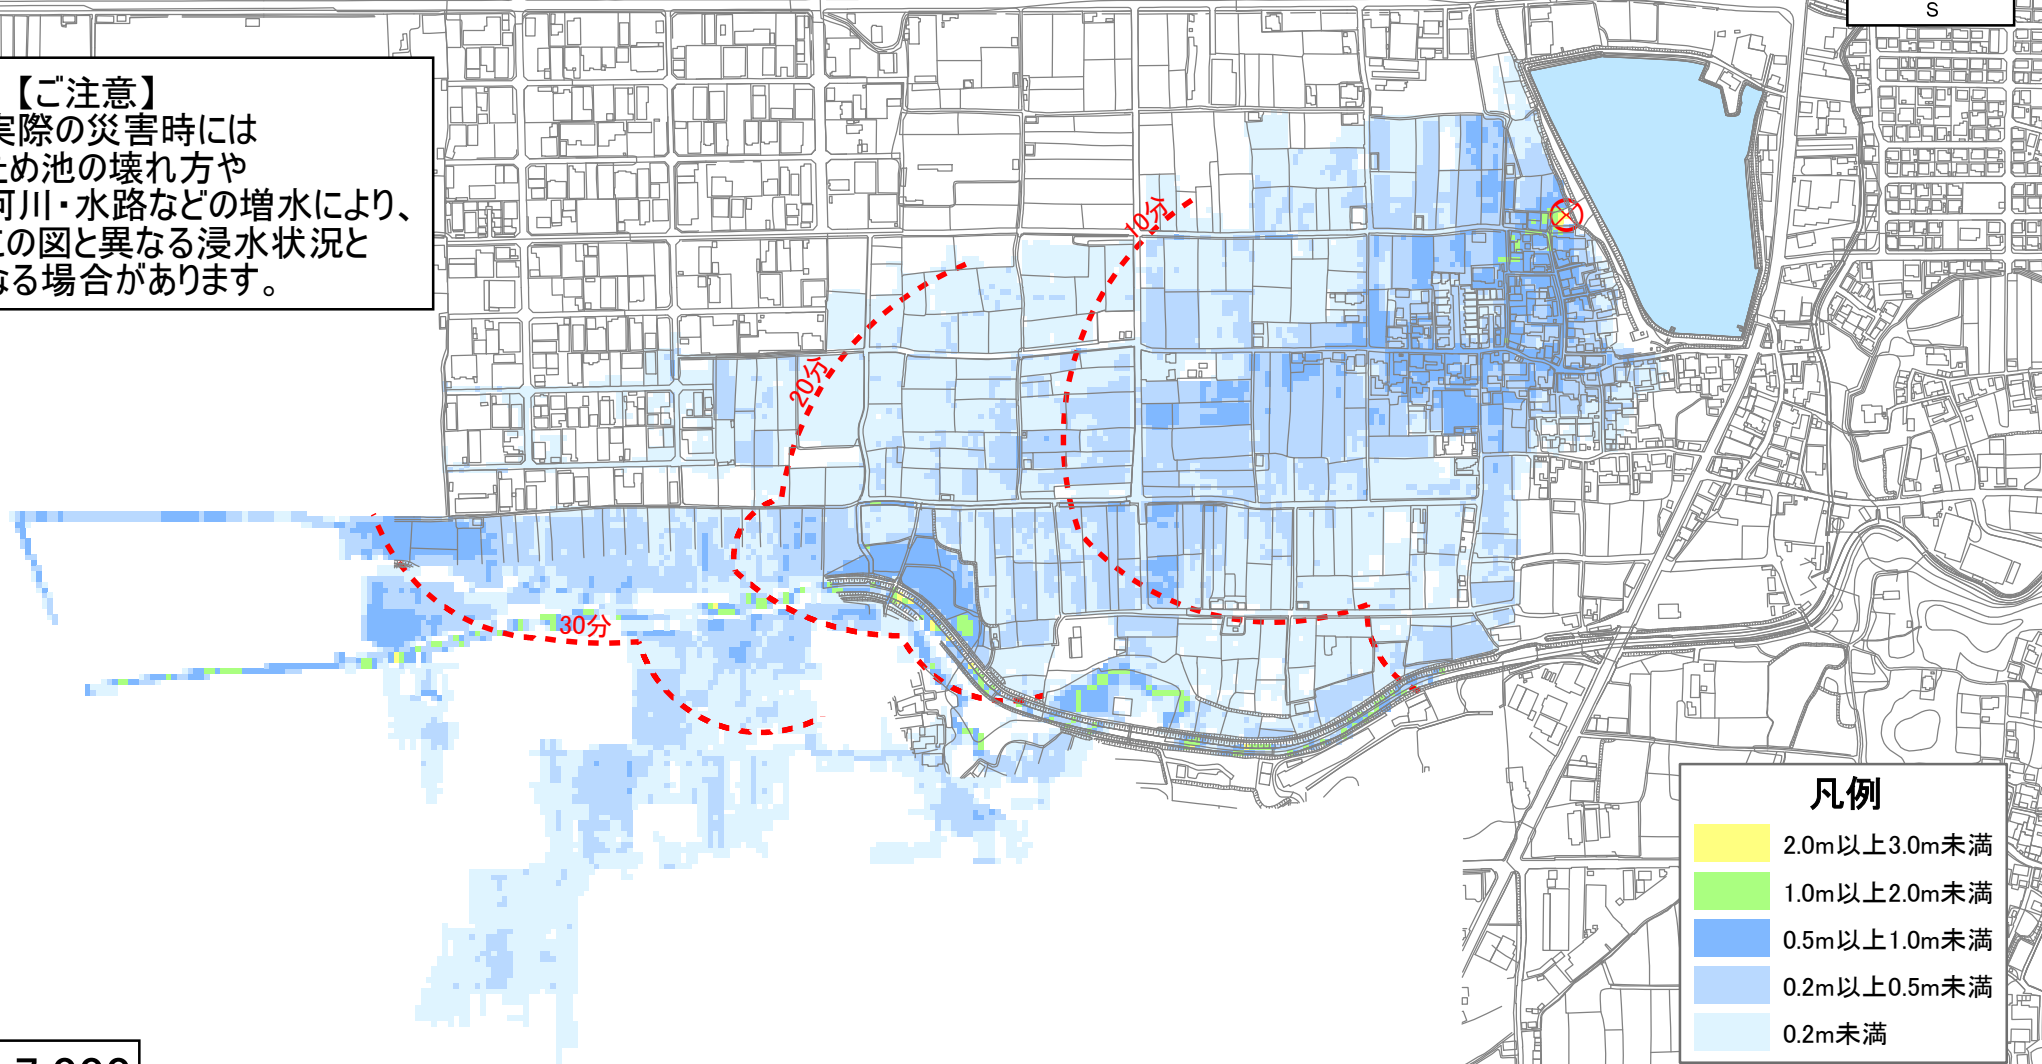 S
【ご注意】
実際の災害時には
ため池の壊れ方や
河川・水路などの増水により、
この図と異なる浸水状況と
なる場合があります。
10分
20分
30分
凡例
2.0m以上3.0m未満
1.0m以上2.0m未満
0.5m以上1.0m未満
0.2m以上0.5m未満
0.2m未満